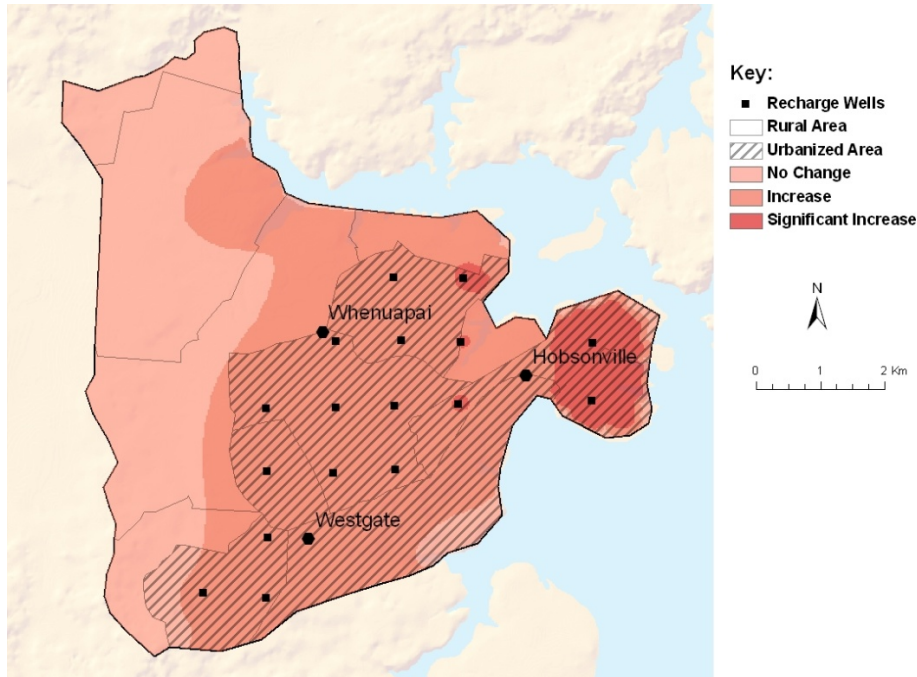 Key:
Recharge Wells
Rural Area
Urbanized Area
No Change
Increase
Significant Increase
N
0 1 2 Km
Whenuapai
Hobsonville
Westgate